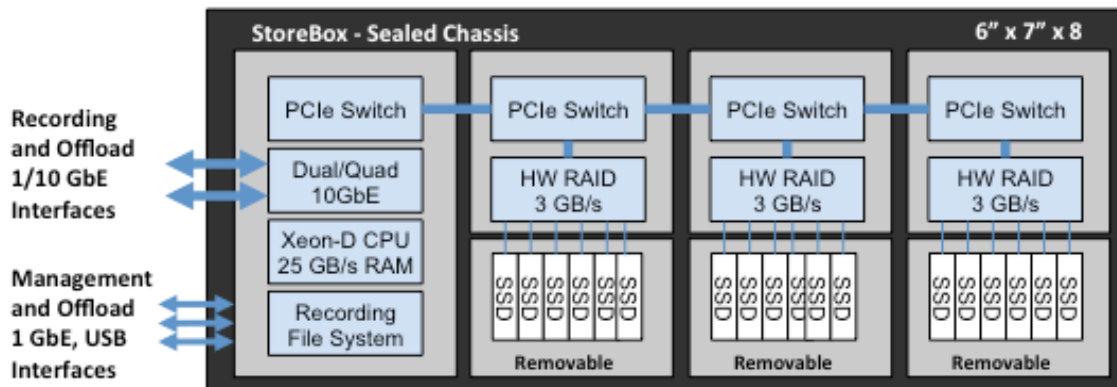 StoreBox - Sealed Chassis
6” x 7” x 8
Recording
and Offload
1/10 GbE
Interfaces
Management
and Offload
1 GbE, USB
Interfaces
PCIe Switch
Dual/Quad
10GbE
Xeon-D CPU
25 GB/s RAM
Recording
File System
PCIe Switch
HW RAID
3 GB/s
SSD
SSD
SSD
SSD
SSD
SSD
Removable
PCIe Switch
HW RAID
3 GB/s
SSD
SSD
SSD
SSD
SSD
SSD
Removable
PCIe Switch
HW RAID
3 GB/s
SSD
SSD
SSD
SSD
SSD
SSD
Removable